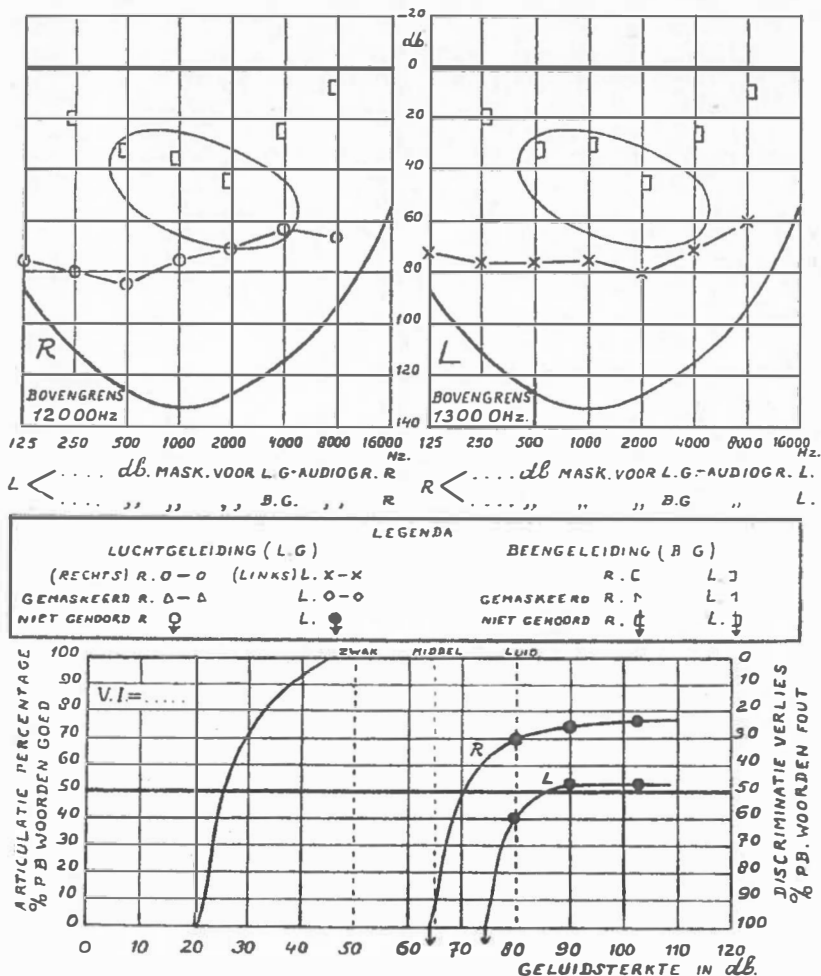 -20
db.
0
20
40
60
80
100
120
140
R
BOVENGRENS
12000HZ
L
BOVENGRENS
13000HZ.
125 250 500 1000 2000 4000 8000 16000
Hz.
125 250 500 1000 2000 4000 8000 16000
Hz.
L < .... db. MASK. VOOR L.G-AUDIOGR. R
.... ,, ,, ,, B.G. ,, R
R < .... db MASK. VOOR L.G.-AUDIOGR. L.
.... ,, ,, ,, B.G ,, L.
LEGENDA
LUCHTGELEIDING (L.G)
BEENGELEIDING (B G)
(RECHTS) R. O-O (LINKS) L. X-X
R. [ L ]
GEMASKEERD R. Δ-Δ L. ◇-◇
GEMASKEERD R. ┌ L ┐
NIET GEHOORD R L.
NIET GEHOORD R. L.
ZWAK MIDDEL LUID
ARTICULATIE PERCENTAGE
% PB WOORDEN GOED
100
90
80
70
60
50
40
30
20
10
0
V.I=.....
R
L
0
10
20
30
40
50
60
70
80
90
100
DISCRIMINATIE VERLIES
% PB. WOORDEN FOUT
0 10 20 30 40 50 60 70 80 90 100 110 120
GELUIDSTERKTE IN db.